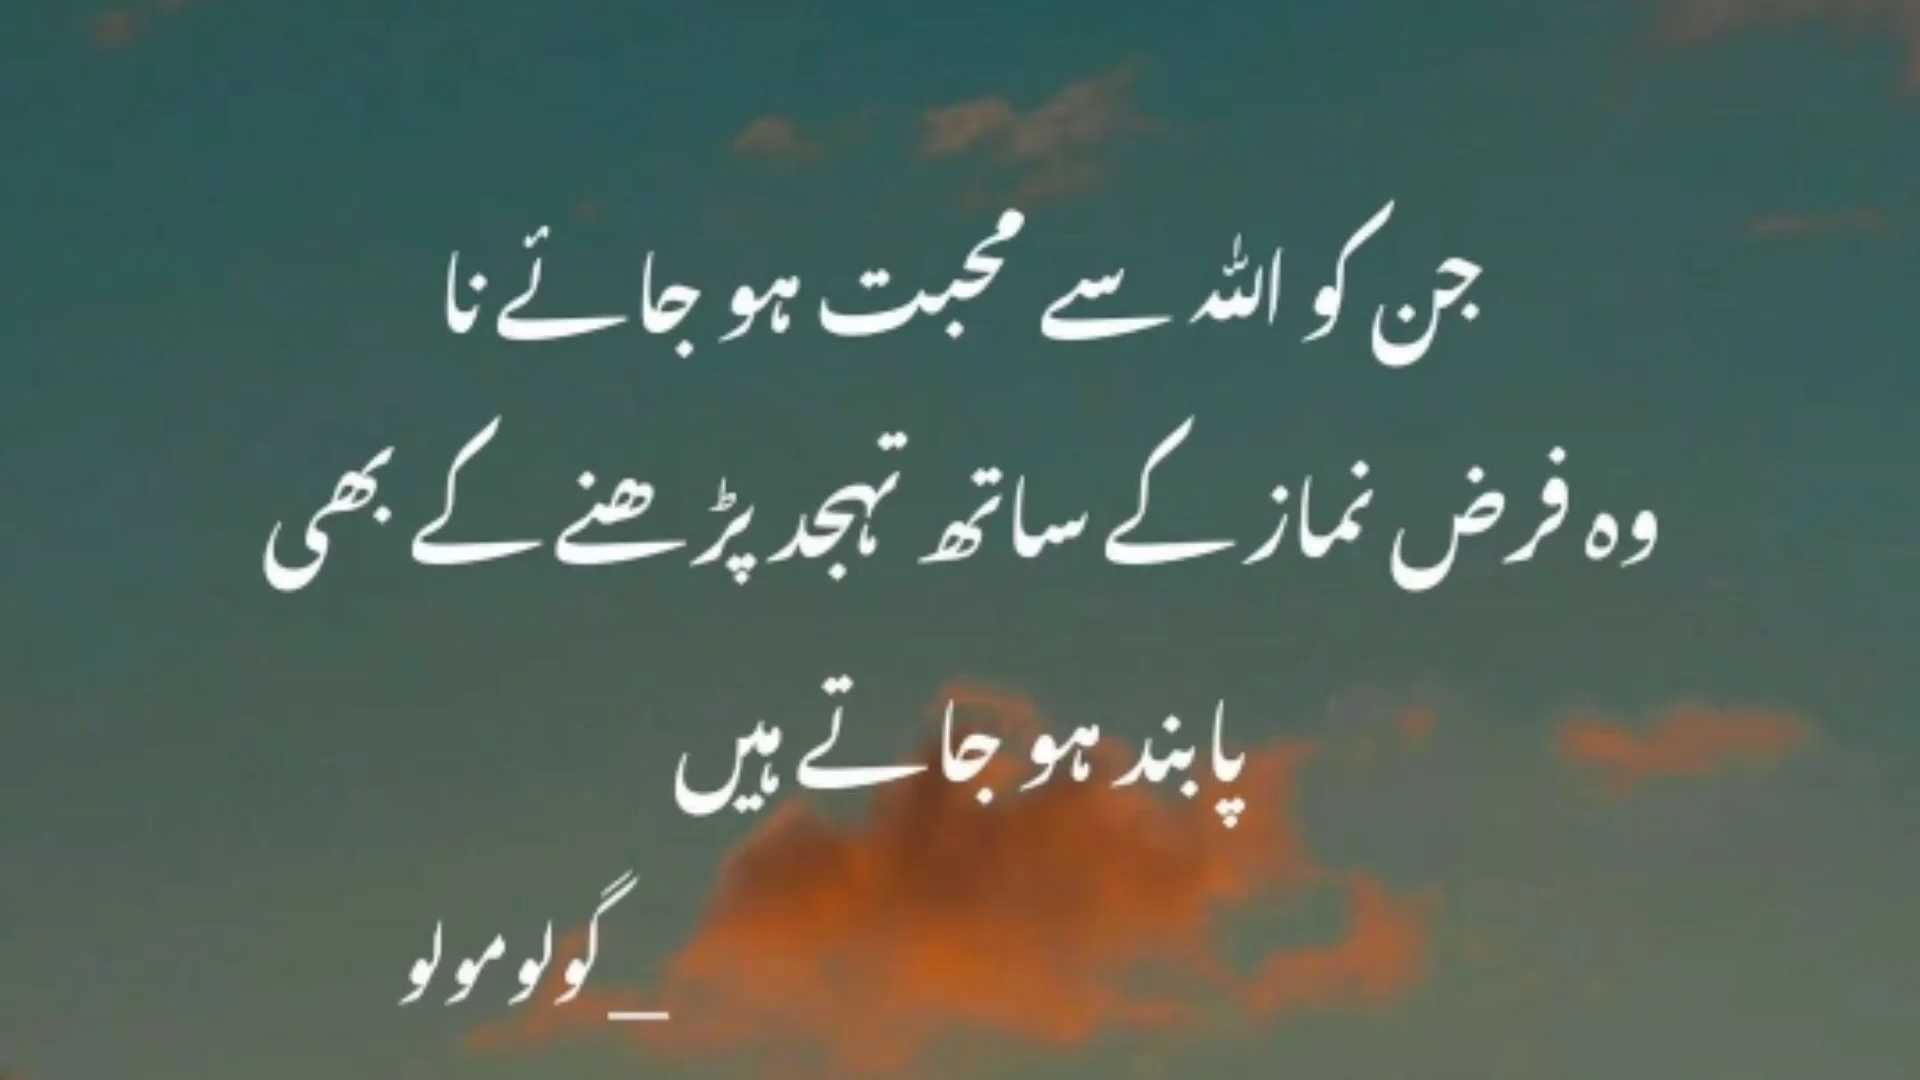 جن کو اللہ سے محبت ہو جائے نا
وہ فرض نماز کے ساتھ تہجد پڑھنے کے بھی
پابند ہو جاتے ہیں
_گولو مولو